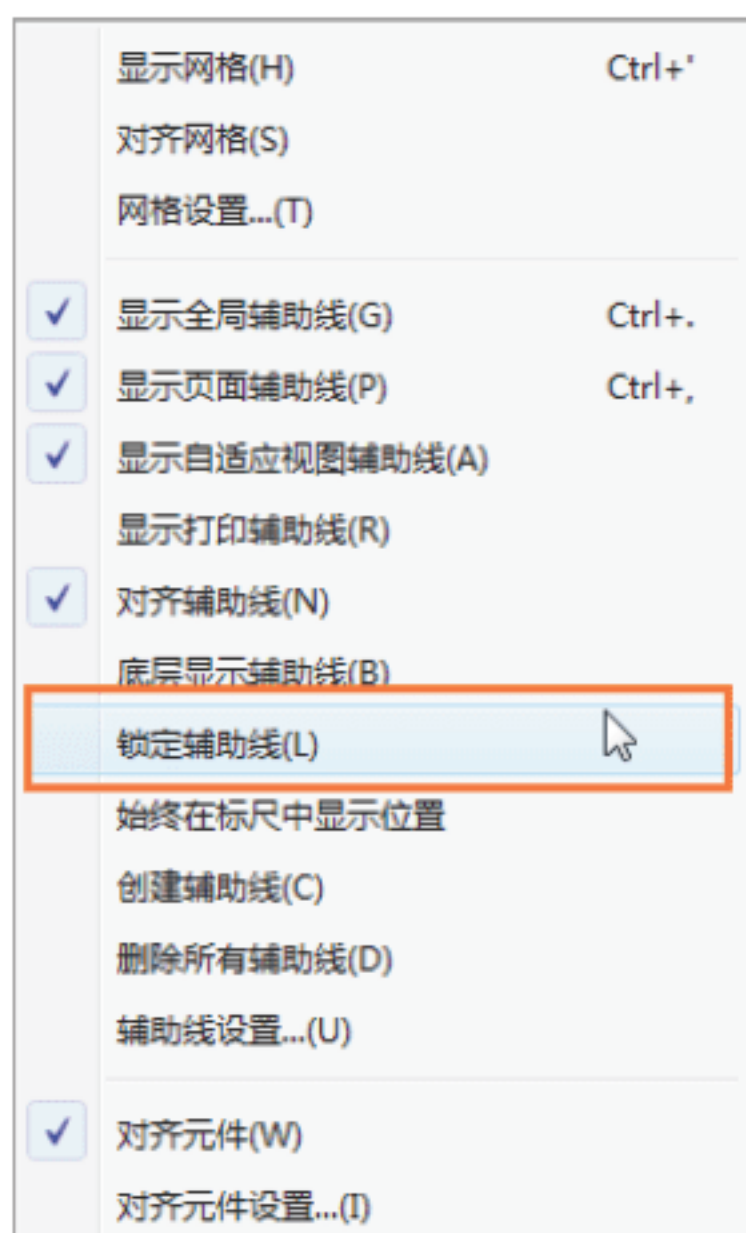 显示网格(H) Ctrl+'
对齐网格(S)
网格设置...(T)
显示全局辅助线(G) Ctrl+.
显示页面辅助线(P) Ctrl+,
显示自适应视图辅助线(A)
显示打印辅助线(R)
对齐辅助线(N)
底层显示辅助线(B)
锁定辅助线(L)
始终在标尺中显示位置
创建辅助线(C)
删除所有辅助线(D)
辅助线设置...(U)
对齐元件(W)
对齐元件设置...(I)